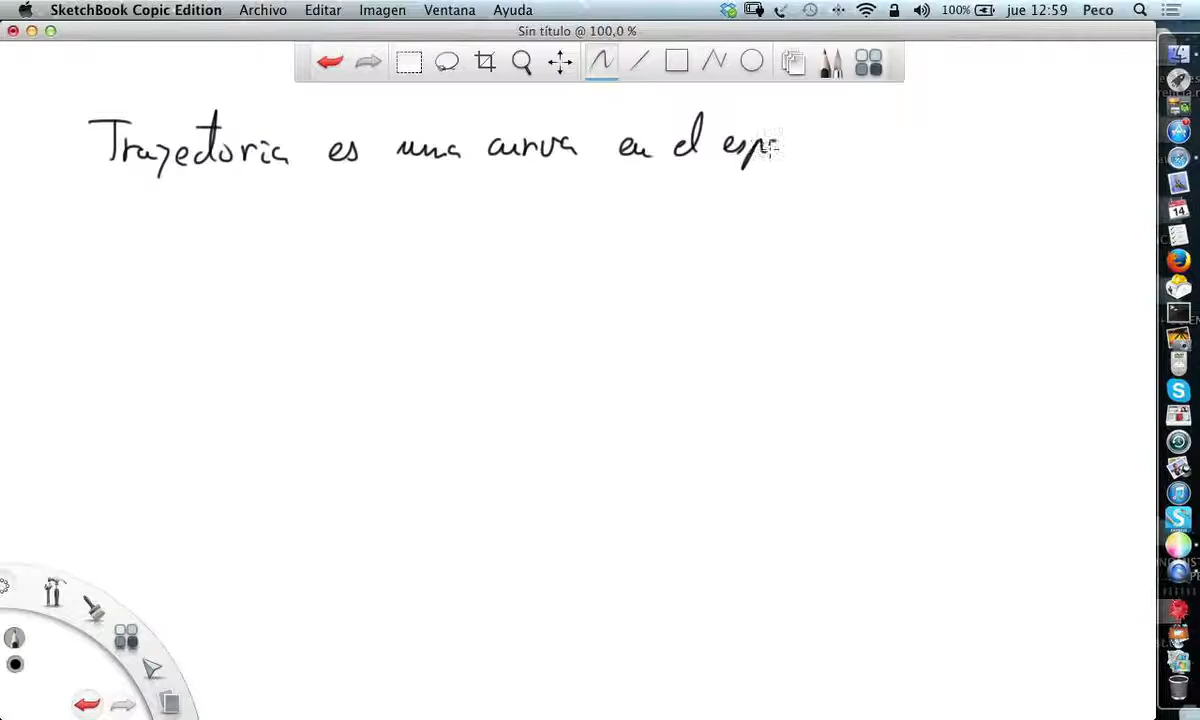 SketchBook Copic Edition Archivo Editar Imagen Ventana Ayuda 100% jue 12:59 Peco
Sin título @ 100,0 %
Trayectoria es una curva en el esp
14